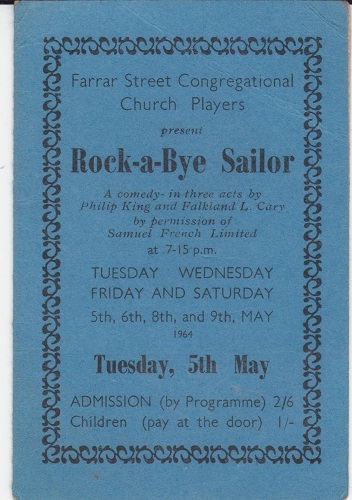 Farrar Street Congregational
Church Players
present
Rock-a-Bye Sailor
A comedy- in three acts by
Philip King and Falkland L. Cary
by permission of
Samuel French Limited
at 7-15 p.m.
TUESDAY WEDNESDAY
FRIDAY AND SATURDAY
5th, 6th, 8th, and 9th, MAY
1964
Tuesday, 5th May
ADMISSION (by Programme) 2/6
Children (pay at the door) 1/-